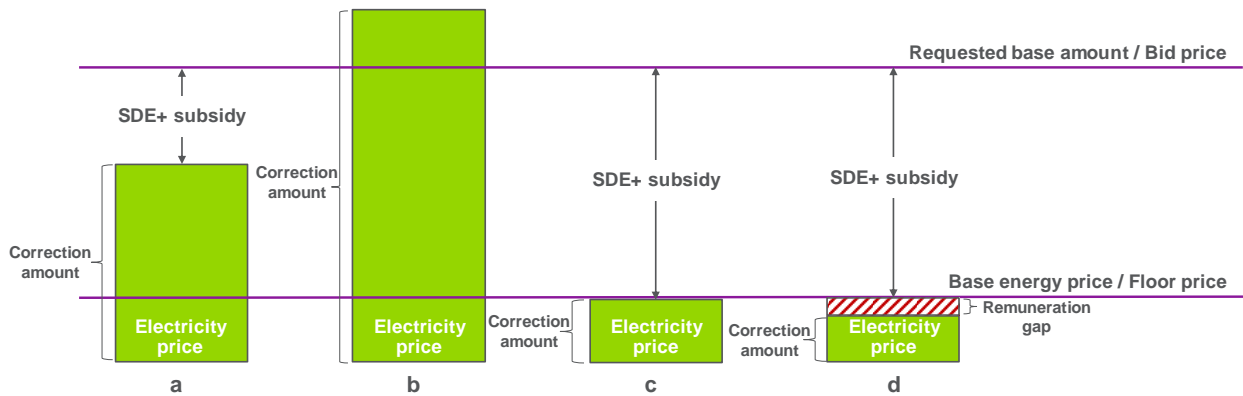 Requested base amount / Bid price
SDE+ subsidy
Correction
amount
Electricity
price
a
Correction
amount
Electricity
price
b
SDE+ subsidy
Correction
amount
Electricity
price
c
SDE+ subsidy
Base energy price / Floor price
Remuneration
gap
Correction
amount
Electricity
price
d